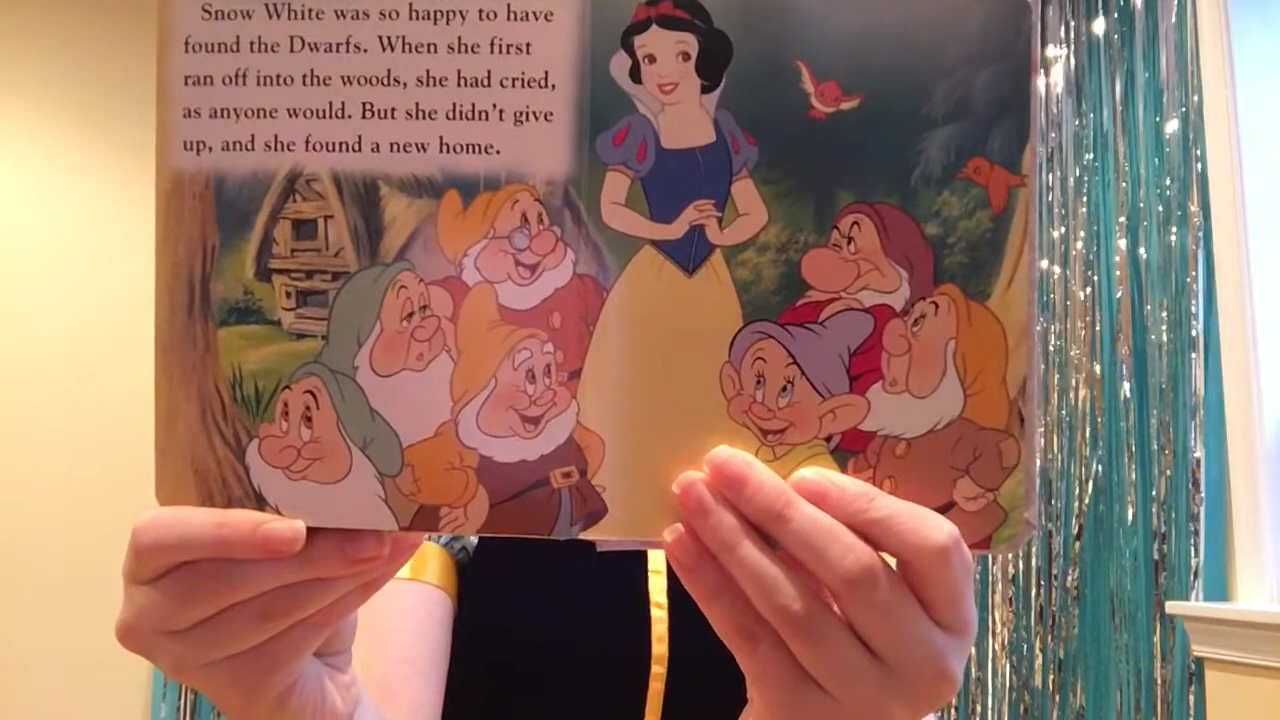 Snow White was so happy to have
found the Dwarfs. When she first
ran off into the woods, she had cried,
as anyone would. But she didn't give
up, and she found a new home.